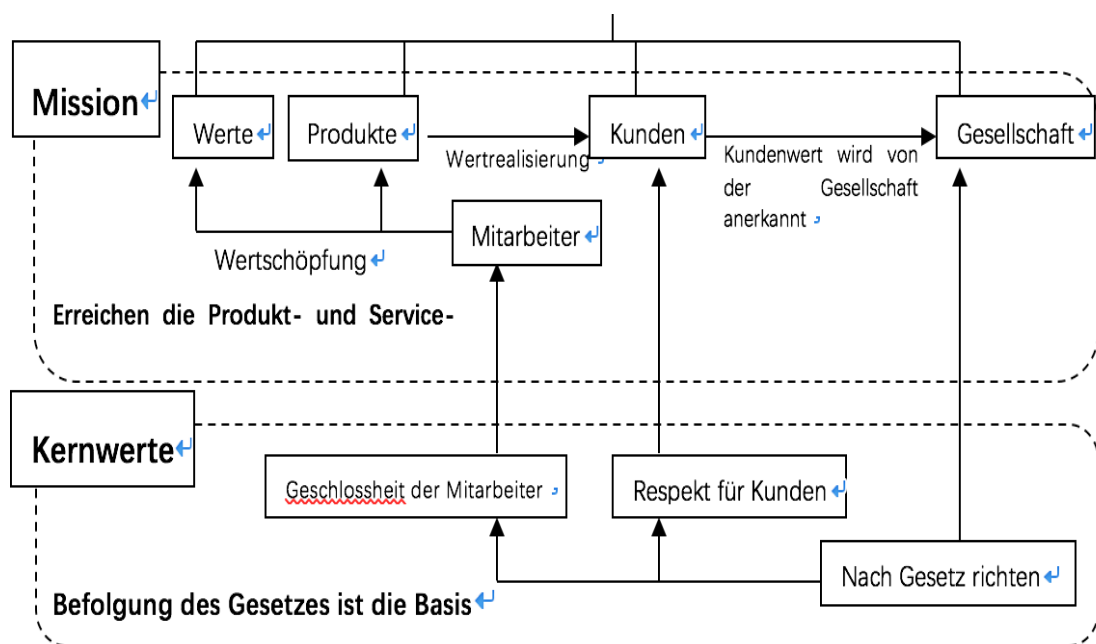 Mission
Werte
Produkte
Kunden
Gesellschaft
Wertrealisierung
Kundenwert wird von
der Gesellschaft
anerkannt
Mitarbeiter
Wertschöpfung
Erreichen die Produkt- und Service-
Kernwerte
Geschlossheit der Mitarbeiter
Respekt für Kunden
Nach Gesetz richten
Befolgung des Gesetzes ist die Basis